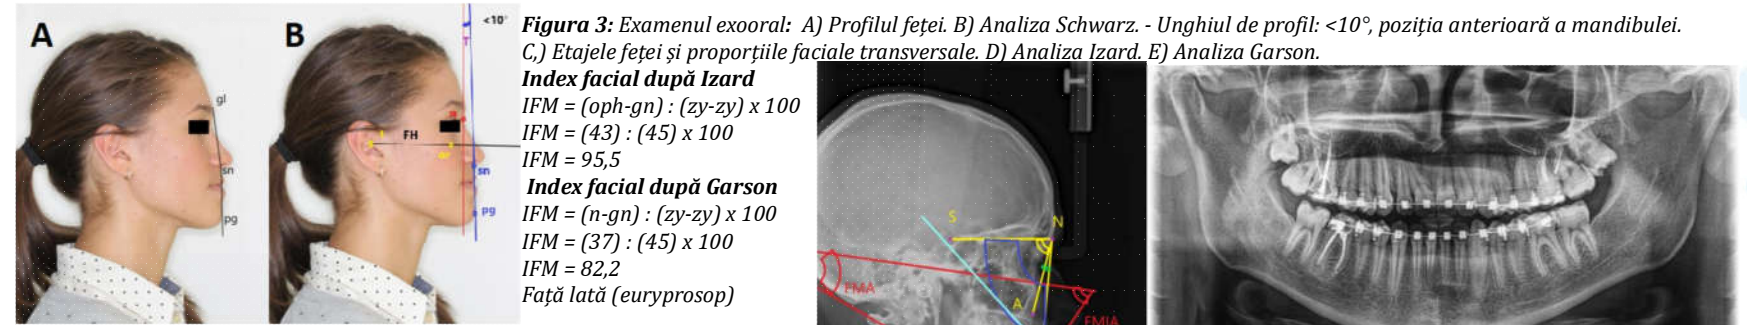 A
B
gl
sn
pg
<10°
T
n
FH
sn
pg
Figura 3: Examenul exooral: A) Profilul feței. B) Analiza Schwarz. - Unghiul de profil: <10°, poziția anterioară a mandibulei.
C,) Etajele feței și proporțiile faciale transversale. D) Analiza Izard. E) Analiza Garson.
Index facial după Izard
IFM = (oph-gn) : (zy-zy) x 100
IFM = (43) : (45) x 100
IFM = 95,5
Index facial după Garson
IFM = (n-gn) : (zy-zy) x 100
IFM = (37) : (45) x 100
IFM = 82,2
Față lată (euryprosop)
S
N
FMA
A
FMIA